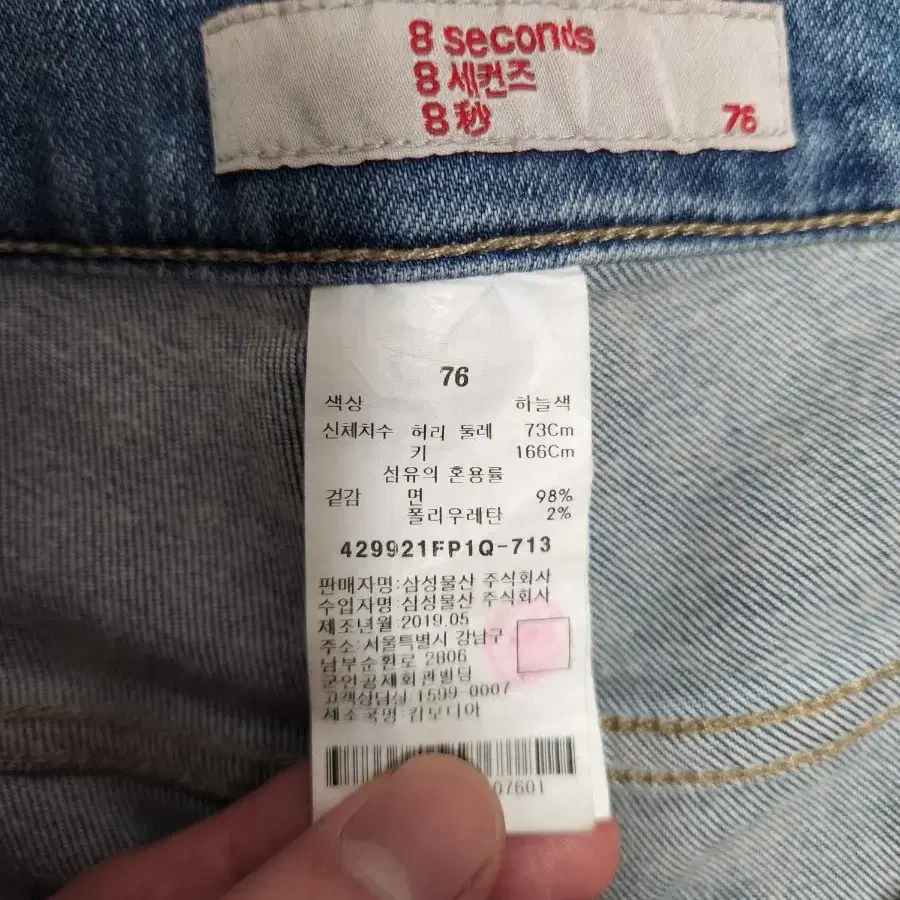 8 seconds
8 세컨즈
8 秒 76
76
색상 하늘색
신체치수 허리 둘레 73Cm
키 166Cm
섬유의 혼용률
겉감 면 98%
폴리우레탄 2%
429921FP1Q-713
판매자명:삼성물산 주식회사
수입자명:삼성물산 주식회사
제조년월:2019.05
주소:서울특별시 강남구
남부순환로 2806
군인공제회관빌딩
고객상담실 1599-0007
제조국명:캄보디아
07601